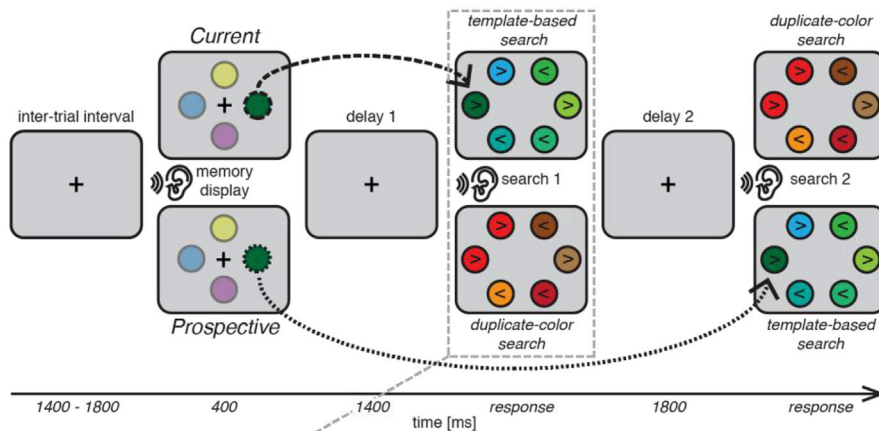 Current
template-based
search
duplicate-color
search
inter-trial interval
delay 1
delay 2
+
+
+
+
> <
> >
< <
> <
> >
< <
memory
display
search 1
search 2
+
> <
> >
< <
> <
> >
< <
Prospective
duplicate-color
search
template-based
search
1400 - 1800
400
1400
response
1800
response
time [ms]